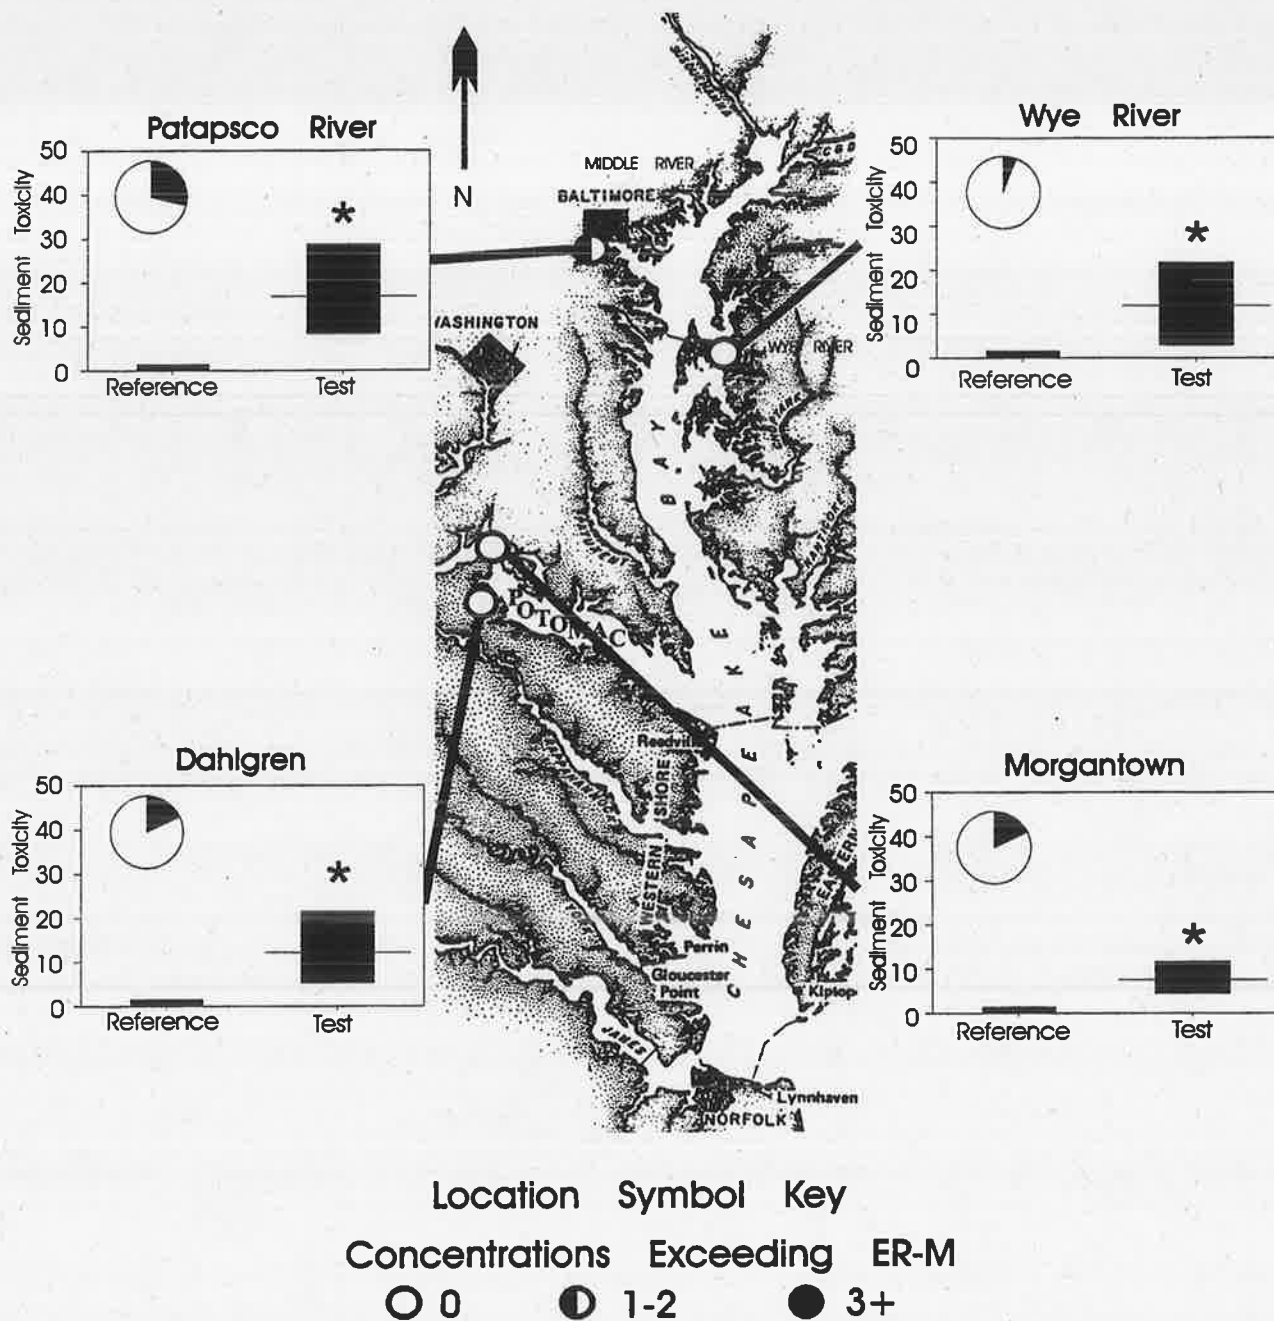 Patapsco River
50
40
30
20
10
0
Sediment Toxicity
*
Reference Test
N
Wye River
50
40
30
20
10
0
Sediment Toxicity
*
Reference Test
MIDDLE RIVER
BALTIMORE
WASHINGTON
WYE RIVER
POTOMAC
CHESAPEAKE BAY
Reedville
WESTERN SHORE
EASTERN
Perrin
Gloucester
Point
Kiptop
JAMES
Lynnhaven
NORFOLK
Dahlgren
50
40
30
20
10
0
Sediment Toxicity
*
Reference Test
Morgantown
50
40
30
20
10
0
Sediment Toxicity
*
Reference Test
Location Symbol Key
Concentrations Exceeding ER-M
0 1-2 3+